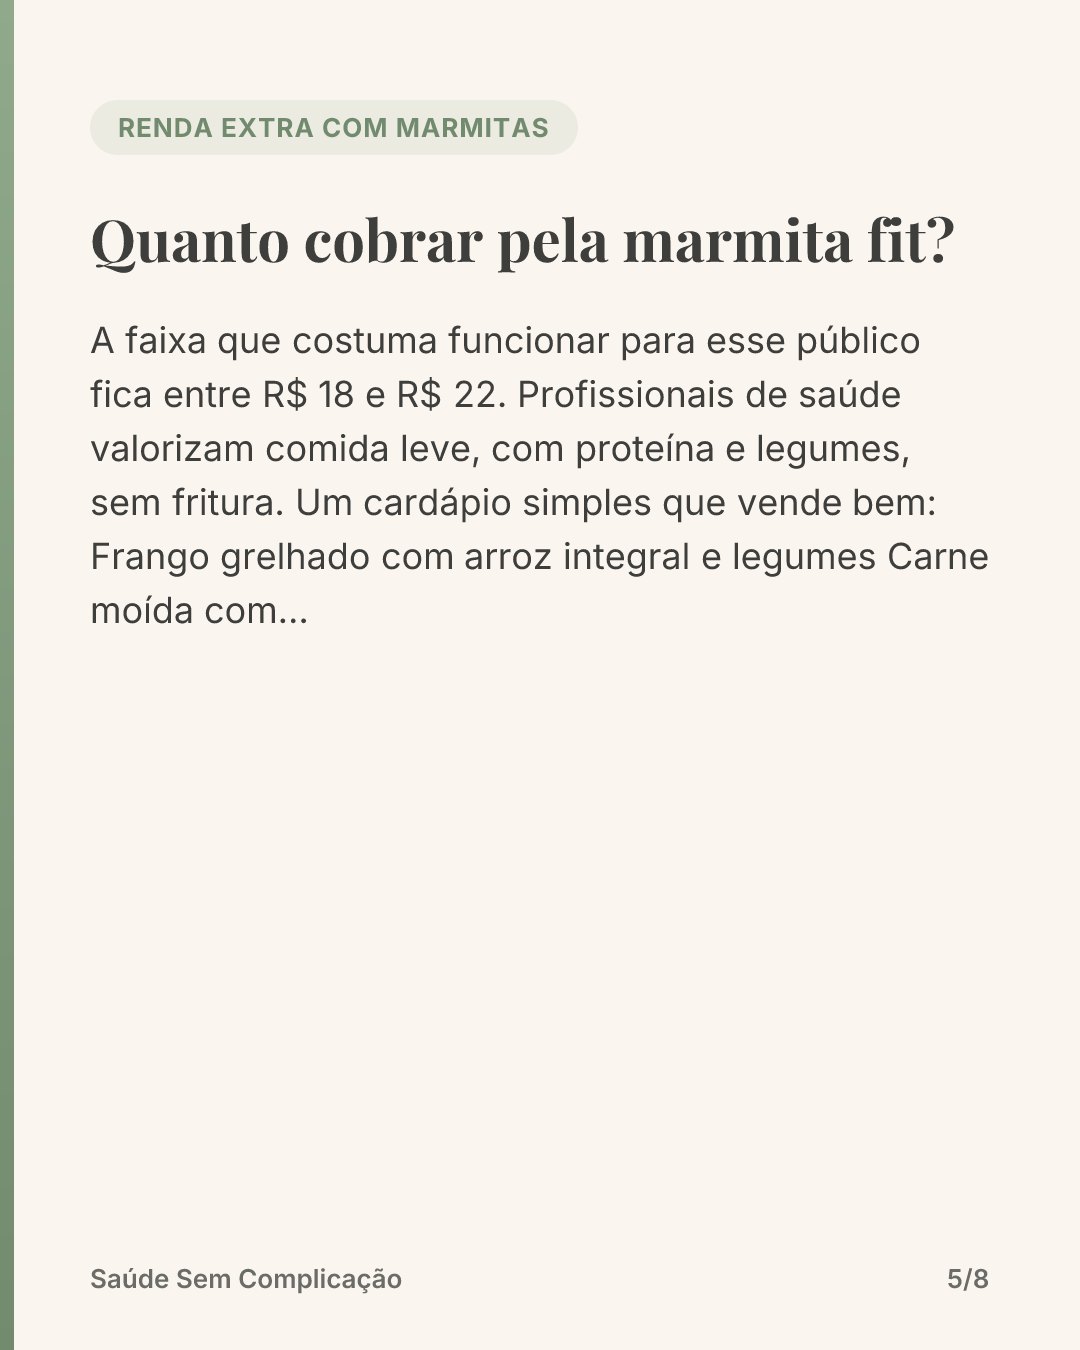 RENDA EXTRA COM MARMITAS
Quanto cobrar pela marmita fit?
A faixa que costuma funcionar para esse público
fica entre R$ 18 e R$ 22. Profissionais de saúde
valorizam comida leve, com proteína e legumes,
sem fritura. Um cardápio simples que vende bem:
Frango grelhado com arroz integral e legumes Carne
moída com...
Saúde Sem Complicação
5/8